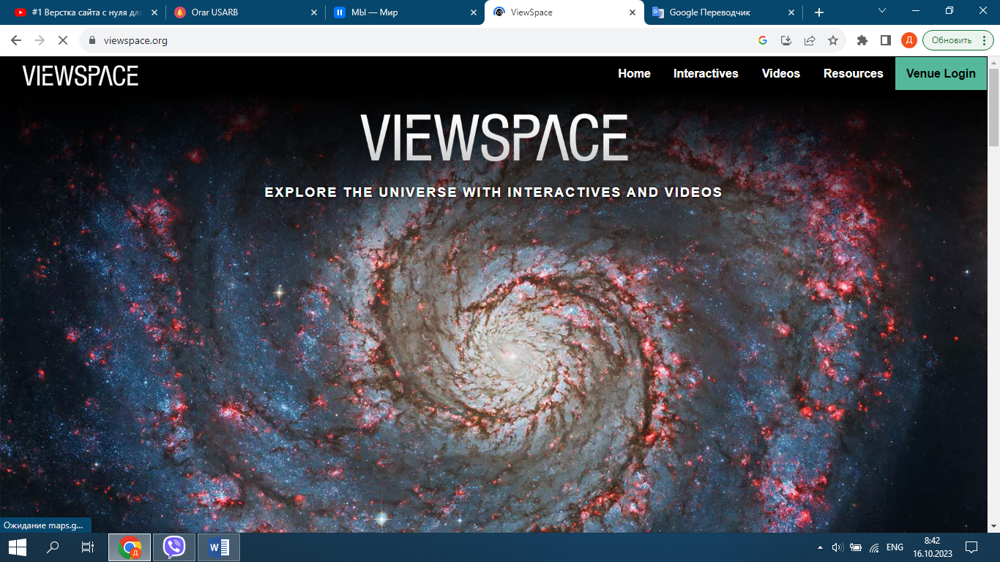 #1 Верстка сайта с нуля для
Orar USARB
МЫ — Мир
ViewSpace
Google Переводчик
viewspace.org
Д
Обновить
VIEWSPACE
Home
Interactives
Videos
Resources
Venue Login
VIEWSPACE
EXPLORE THE UNIVERSE WITH INTERACTIVES AND VIDEOS
Ожидание maps.g...
ENG
8:42
16.10.2023